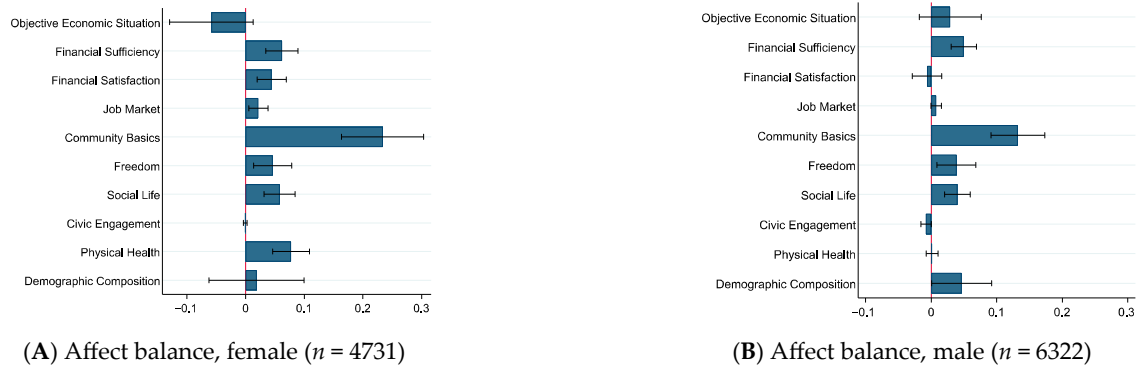 Objective Economic Situation
Financial Sufficiency
Financial Satisfaction
Job Market
Community Basics
Freedom
Social Life
Civic Engagement
Physical Health
Demographic Composition
−0.1 0 0.1 0.2 0.3
(A) Affect balance, female (n = 4731)
Objective Economic Situation
Financial Sufficiency
Financial Satisfaction
Job Market
Community Basics
Freedom
Social Life
Civic Engagement
Physical Health
Demographic Composition
−0.1 0 0.1 0.2 0.3
(B) Affect balance, male (n = 6322)